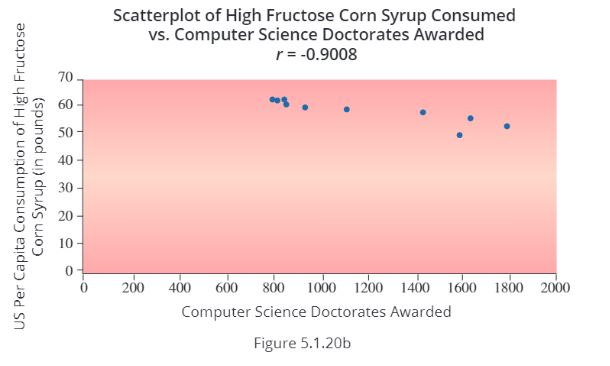 Scatterplot of High Fructose Corn Syrup Consumed
vs. Computer Science Doctorates Awarded
r = -0.9008
US Per Capita Consumption of High Fructose
Corn Syrup (in pounds)
70
60
50
40
30
20
10
0
0 200 400 600 800 1000 1200 1400 1600 1800 2000
Computer Science Doctorates Awarded
Figure 5.1.20b